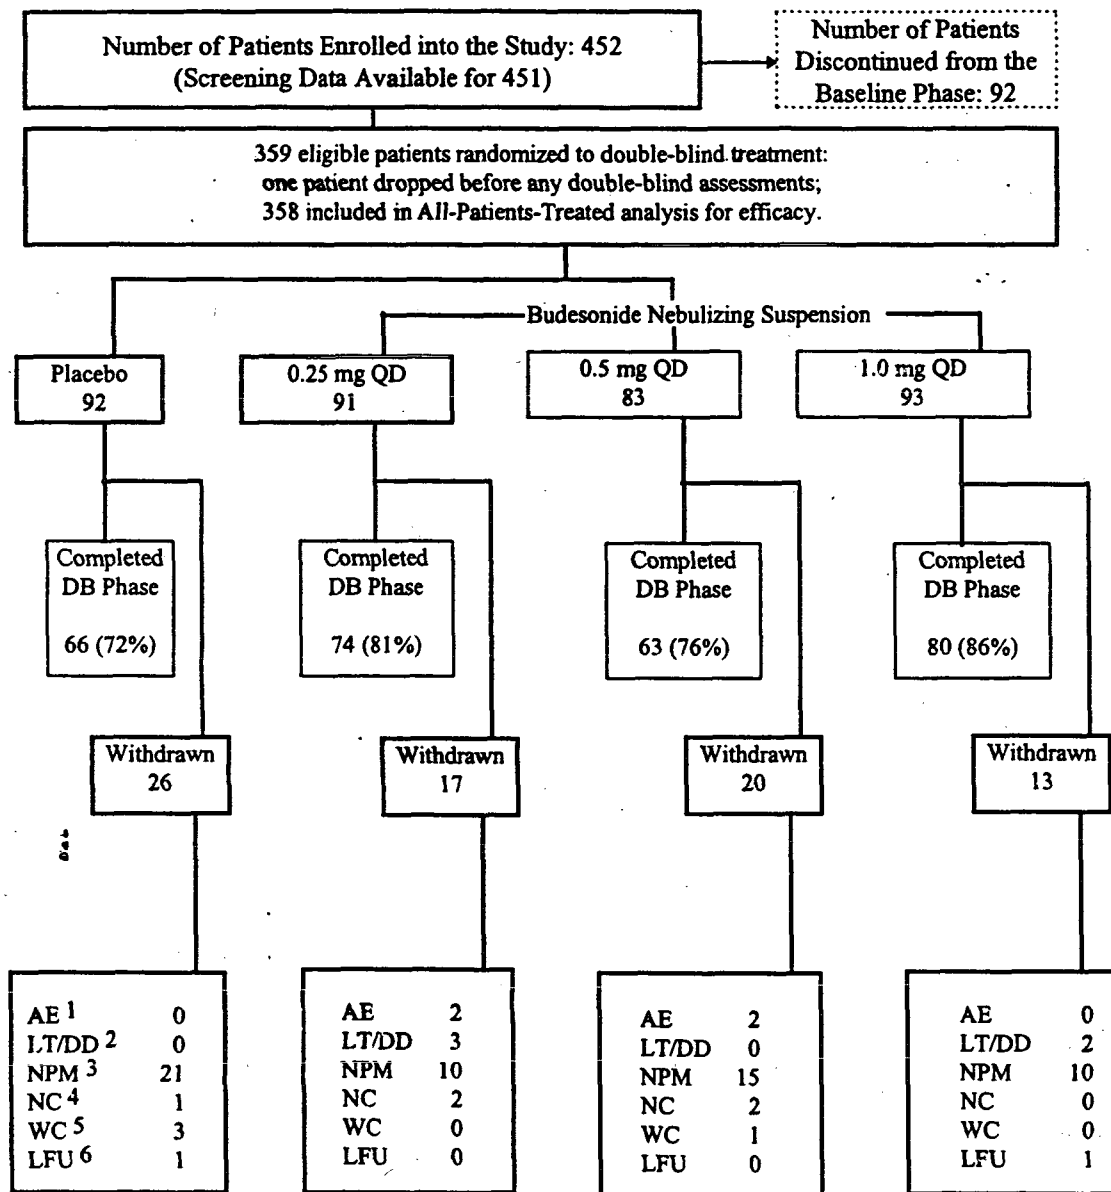 Number of Patients Enrolled into the Study: 452
(Screening Data Available for 451)
Number of Patients
Discontinued from the
Baseline Phase: 92
359 eligible patients randomized to double-blind treatment:
one patient dropped before any double-blind assessments;
358 included in All-Patients-Treated analysis for efficacy.
Budesonide Nebulizing Suspension
Placebo
92
0.25 mg QD
91
0.5 mg QD
83
1.0 mg QD
93
Completed
DB Phase
66 (72%)
Completed
DB Phase
74 (81%)
Completed
DB Phase
63 (76%)
Completed
DB Phase
80 (86%)
Withdrawn
26
Withdrawn
17
Withdrawn
20
Withdrawn
13
AE 1 0
LT/DD 2 0
NPM 3 21
NC 4 1
WC 5 3
LFU 6 1
AE 2
LT/DD 3
NPM 10
NC 2
WC 0
LFU 0
AE 2
LT/DD 0
NPM 15
NC 2
WC 1
LFU 0
AE 0
LT/DD 2
NPM 10
NC 0
WC 0
LFU 1